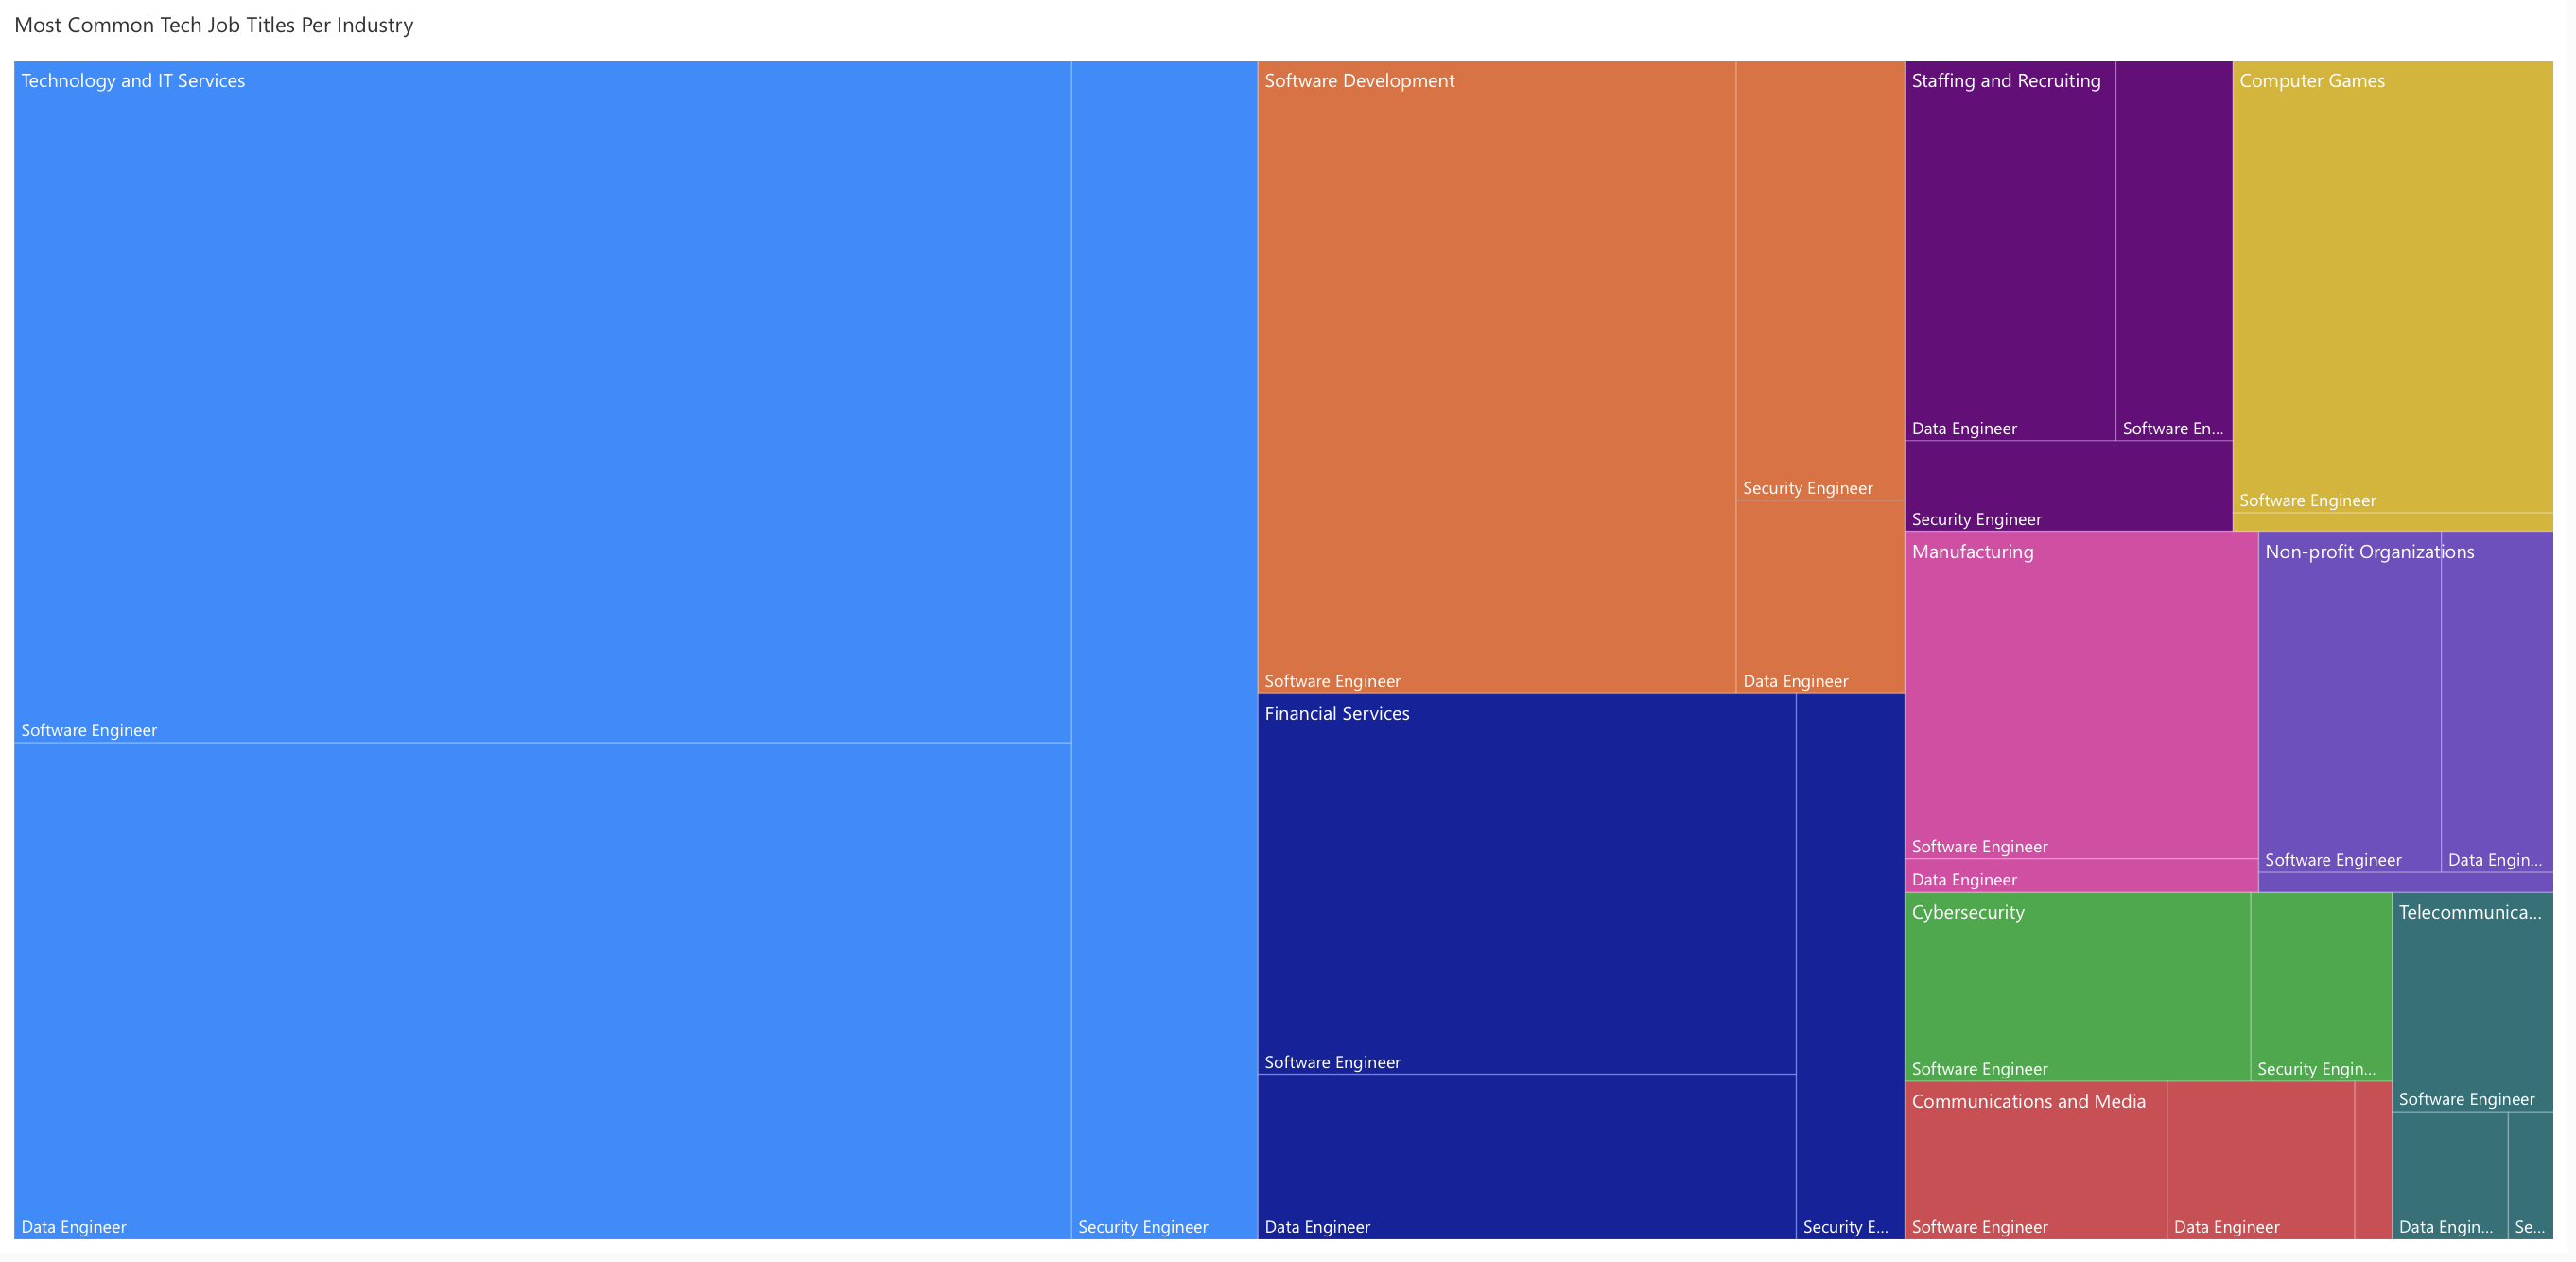 Most Common Tech Job Titles Per Industry
Technology and IT Services
Software Engineer
Data Engineer
Security Engineer
Software Development
Software Engineer
Security Engineer
Data Engineer
Financial Services
Software Engineer
Data Engineer
Security E...
Staffing and Recruiting
Data Engineer
Software En...
Security Engineer
Computer Games
Software Engineer
Manufacturing
Software Engineer
Data Engineer
Non-profit Organizations
Software Engineer
Data Engin...
Cybersecurity
Software Engineer
Security Engin...
Communications and Media
Software Engineer
Data Engineer
Telecommunica...
Software Engineer
Data Engin...
Se...